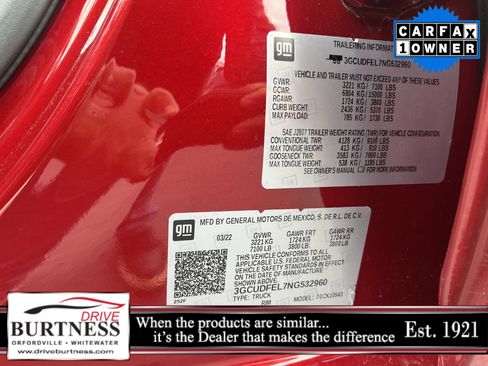 gm
TRAILERING INFORMATION
3GCUDFEL7NG532960
VEHICLE AND TRAILER MUST NOT EXCEED ANY OF THESE VALUES.
GVWR: 3221 KG / 7100 LBS
GCWR: 6804 KG / 15000 LBS
RGAWR: 1724 KG / 3800 LBS
CURB WEIGHT: 2436 KG / 5370 LBS
MAX PAYLOAD: 785 KG / 1730 LBS
SAE J2807 TRAILER WEIGHT RATING (TWR) FOR VEHICLE CONFIGURATION.
CONVENTIONAL TWR: 4128 KG / 9100 LBS
MAX TONGUE WEIGHT: 413 KG / 910 LBS
GOOSENECK TWR: 3583 KG / 7900 LBS
MAX TONGUE WEIGHT: 538 KG / 1185 LBS
SEE OWNER'S MANUAL
CARFAX
1 OWNER
gm
MFD BY GENERAL MOTORS DE MEXICO, S. DE R.L. DE C.V.
03/22 GVWR GAWR FRT GAWR RR
3221 KG 1724 KG 1724 KG
7100 LB 3800 LB 3800 LB
THIS VEHICLE CONFORMS TO ALL
APPLICABLE U.S. FEDERAL MOTOR
VEHICLE SAFETY
STANDARDS IN EFFECT
ON THE DATE OF MANUFACTURE
SHOWN ABOVE.
3GCUDFEL7NG532960
TYPE: TRUCK
RIM
DRIVE
BURTNESS
ORFORDVILLE - WHITEWATER
www.driveburtness.com
When the products are similar...
it's the Dealer that makes the difference
Est. 1921